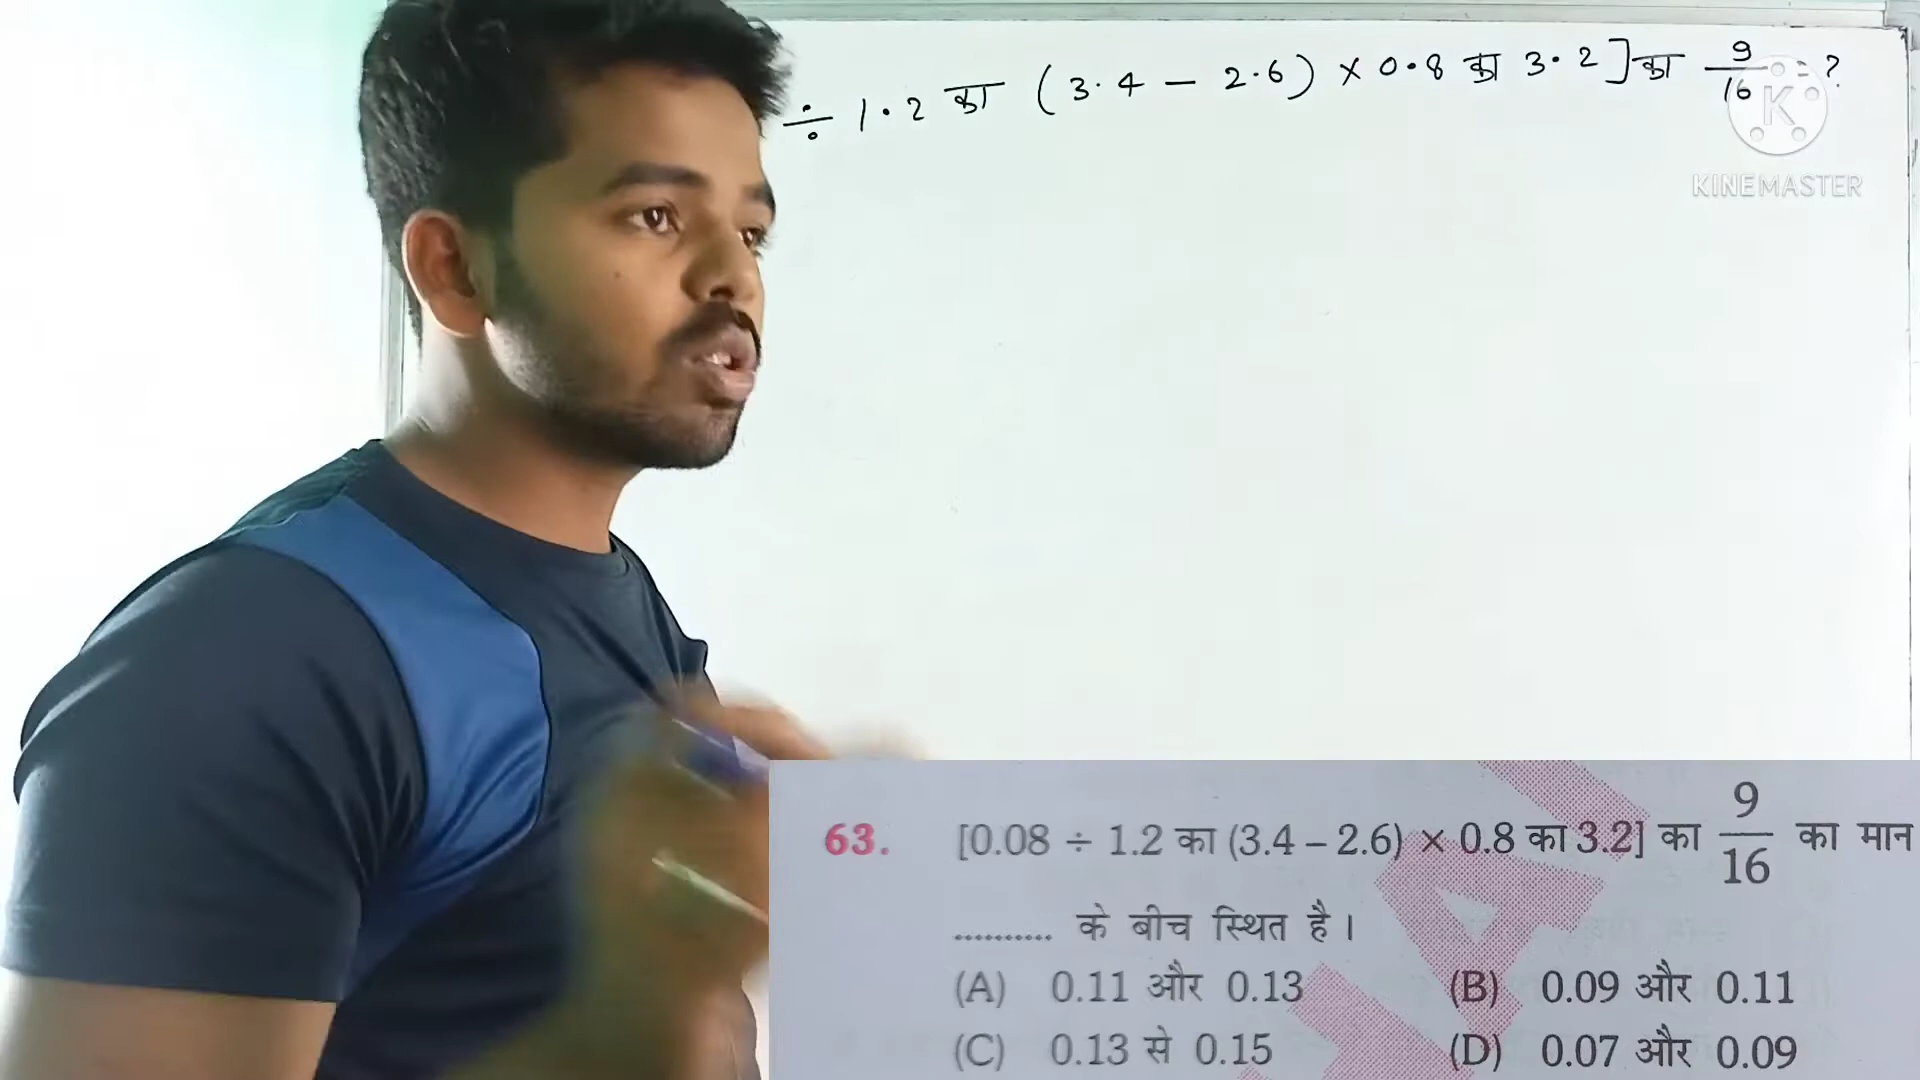 ÷ 1.2 का (3.4 - 2.6) × 0.8 का 3.2] का 9/16 = ?
KINEMASTER
63. [0.08 ÷ 1.2 का (3.4 – 2.6) × 0.8 का 3.2] का 9/16 का मान
.......... के बीच स्थित है।
(A) 0.11 और 0.13 (B) 0.09 और 0.11
(C) 0.13 से 0.15 (D) 0.07 और 0.09